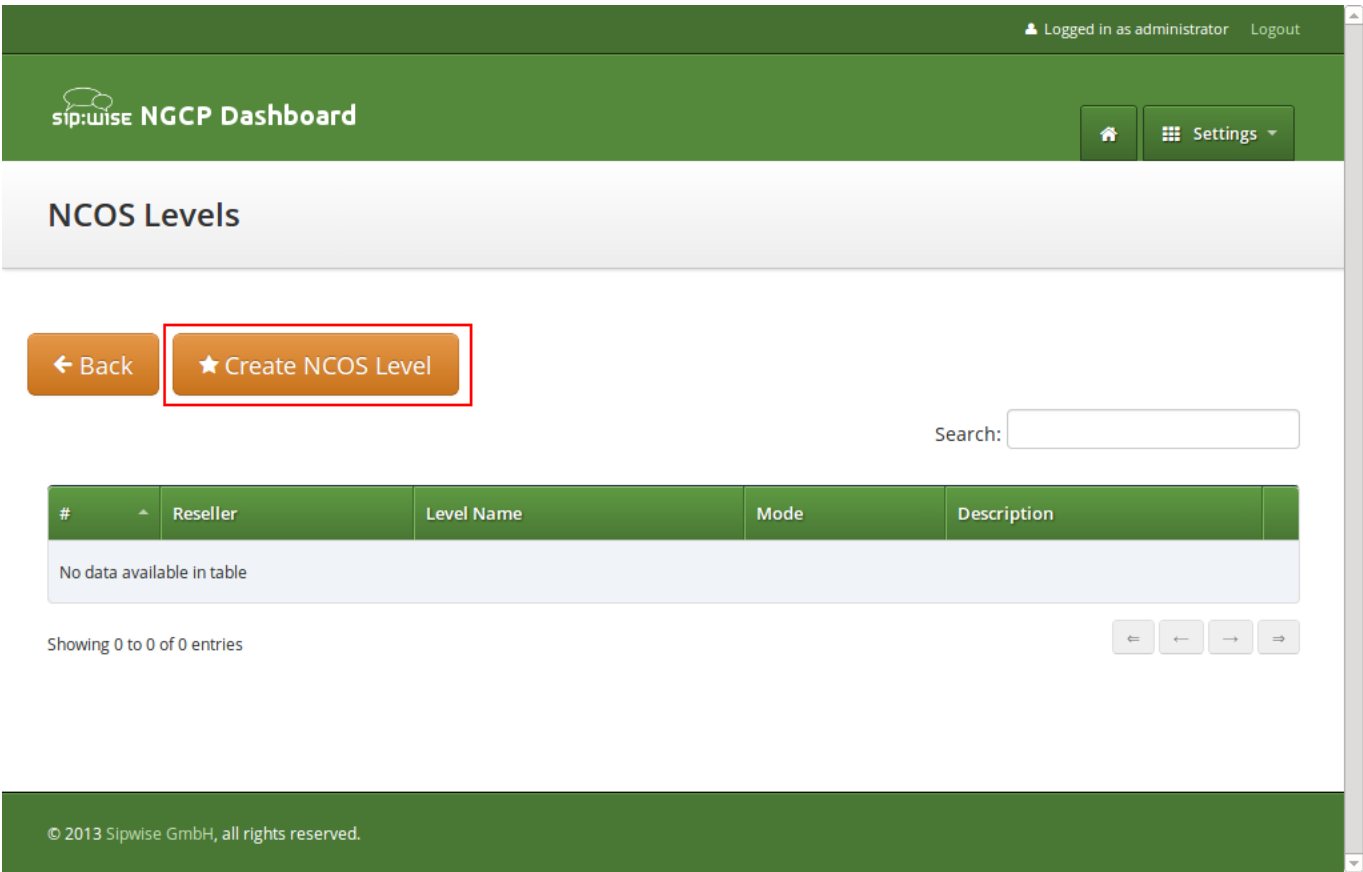 Logged in as administrator Logout
sip:wise NGCP Dashboard
Settings
NCOS Levels
Back Create NCOS Level
Search:
# Reseller Level Name Mode Description
No data available in table
Showing 0 to 0 of 0 entries ⇐ ← → ⇒
© 2013 Sipwise GmbH, all rights reserved.